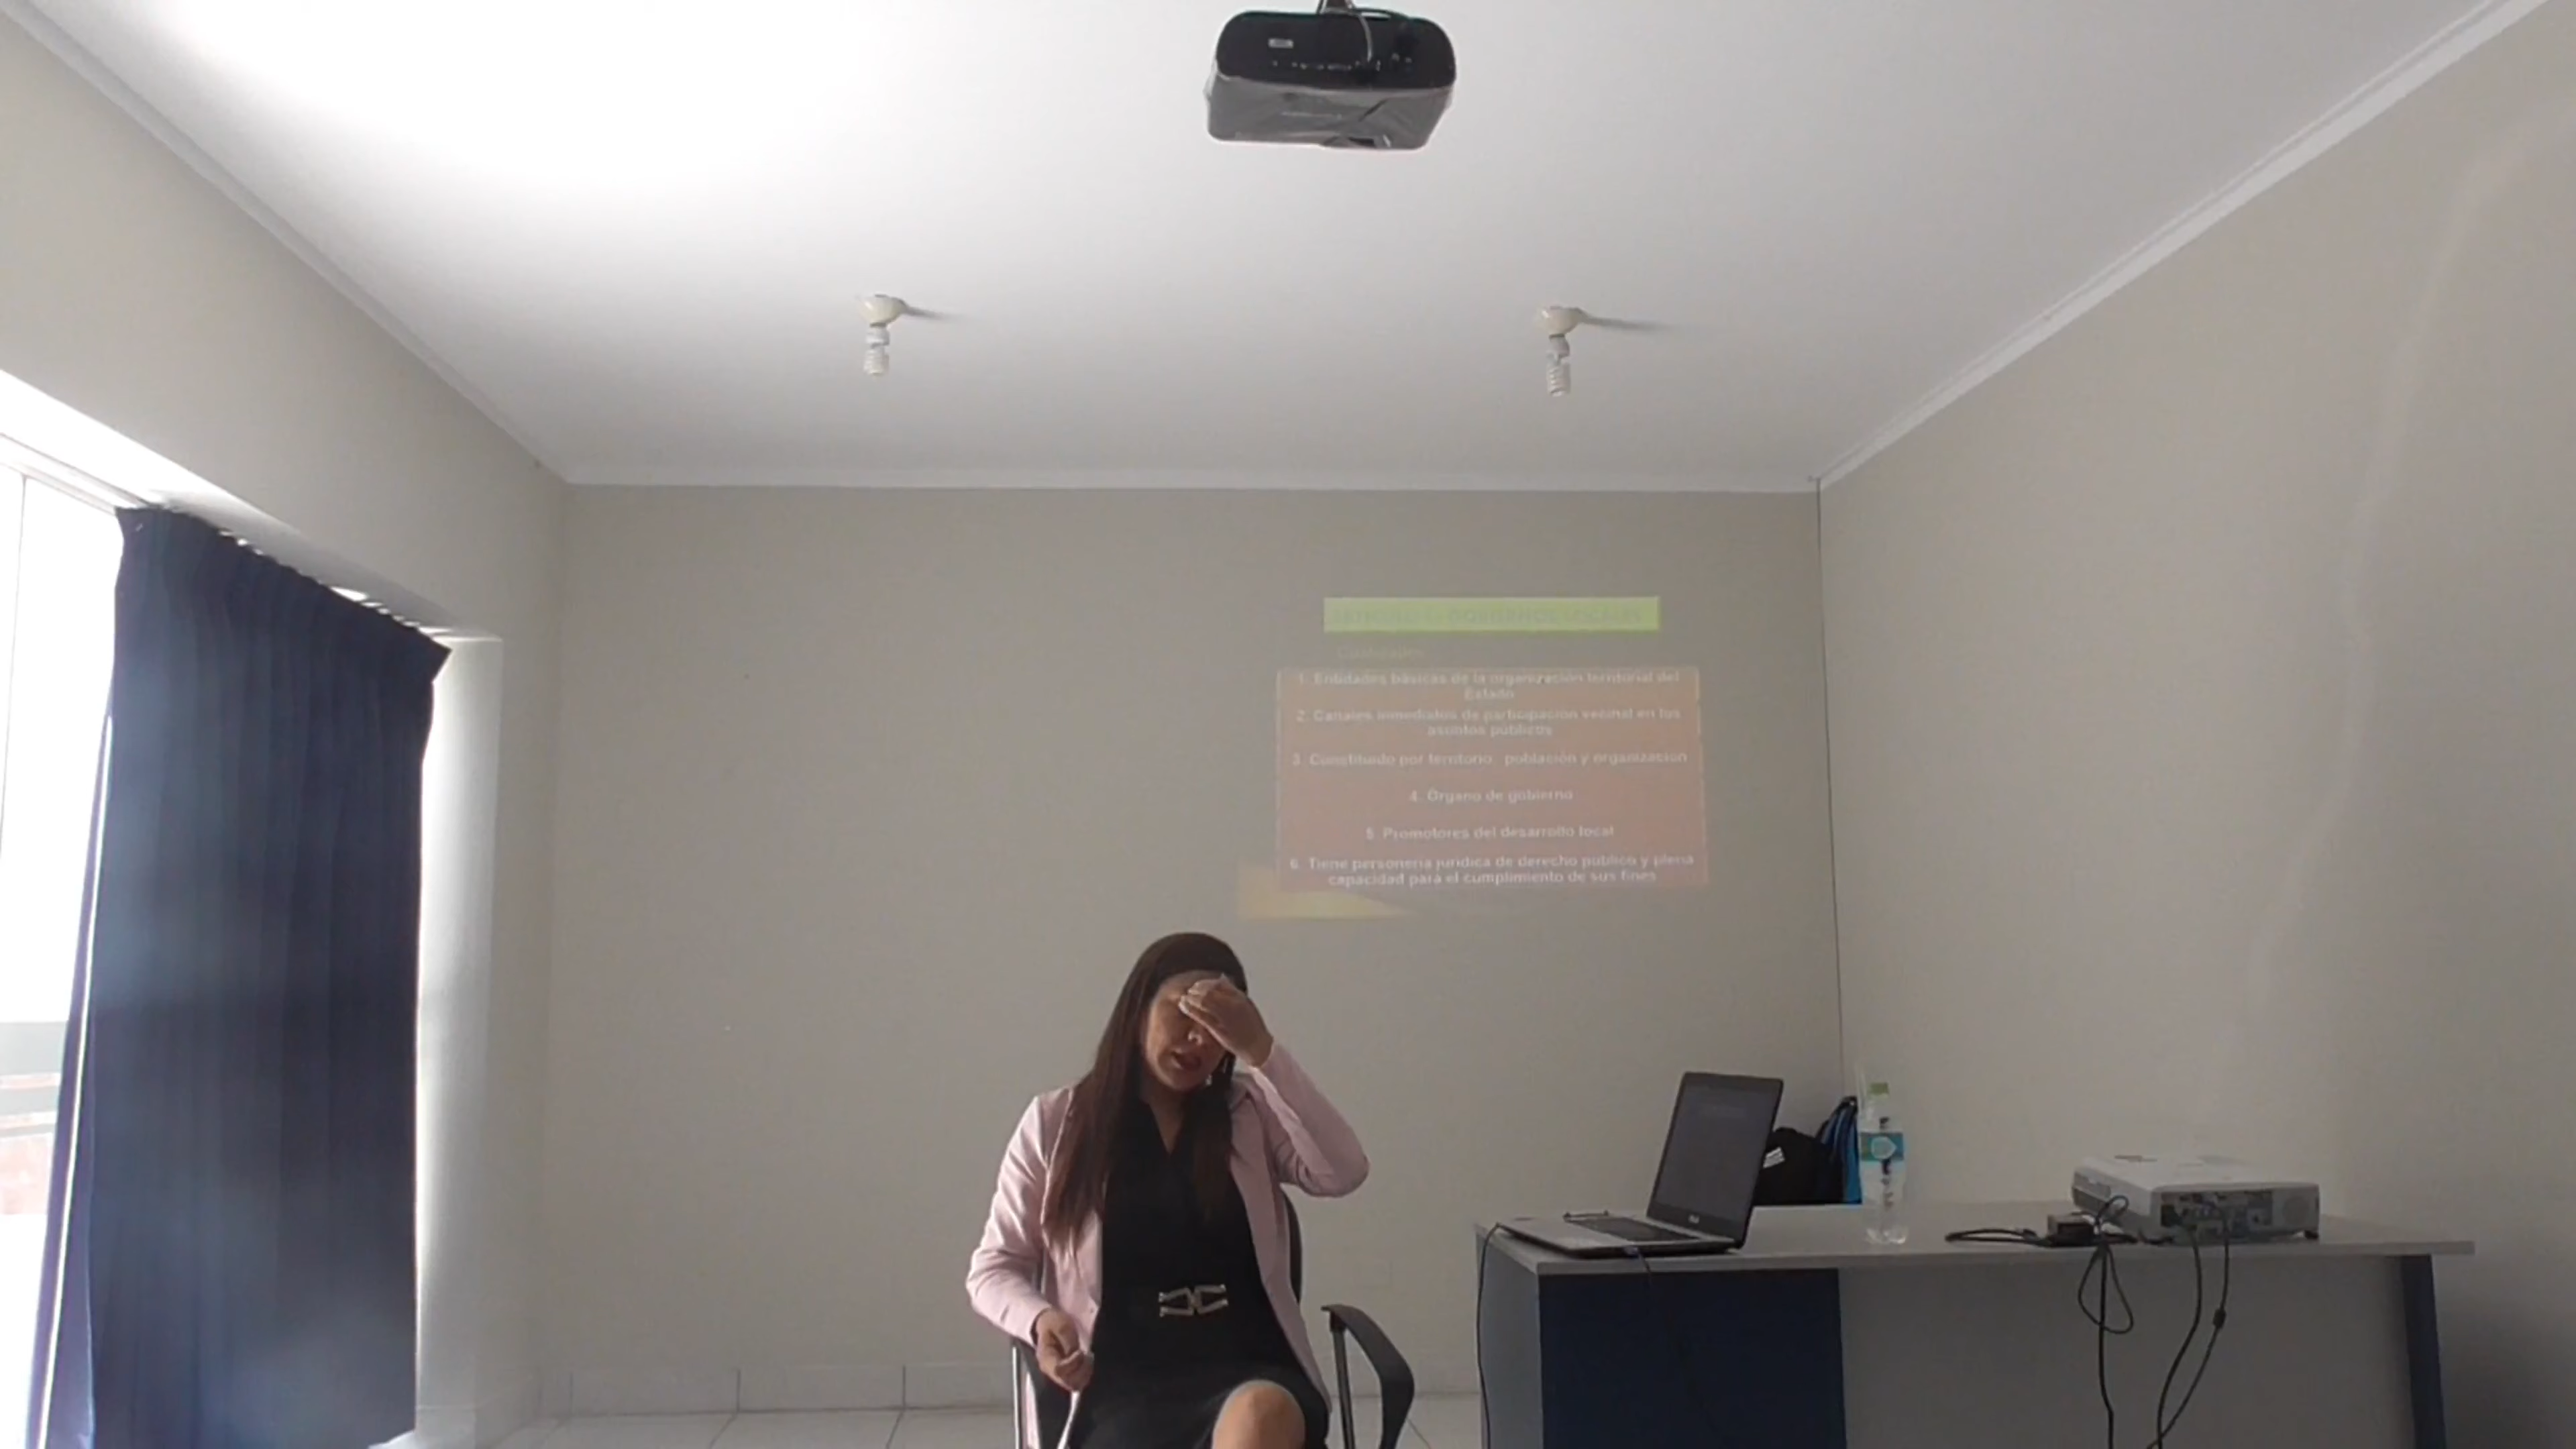 1. Entidades básicas de la organización territorial del
Estado
2. Canales inmediatos de participación vecinal en los
asuntos públicos
3. Constituido por territorio, población y organización
4. Órgano de gobierno
5. Promotores del desarrollo local
6. Tiene personería jurídica de derecho público y plena
capacidad para el cumplimiento de sus fines